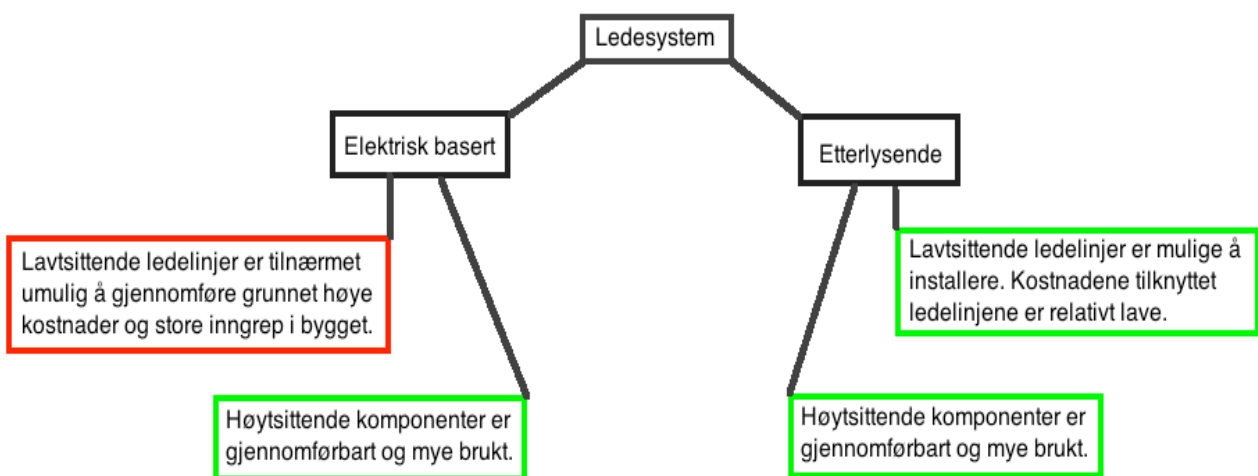 Ledesystem
Elektrisk basert
Etterlysende
Lavtsittende ledelinjer er tilnærmet
umulig å gjennomføre grunnet høye
kostnader og store inngrep i bygget.
Lavtsittende ledelinjer er mulige å
installere. Kostnadene tilknyttet
ledelinjene er relativt lave.
Høytsittende komponenter er
gjennomførbart og mye brukt.
Høytsittende komponenter er
gjennomførbart og mye brukt.